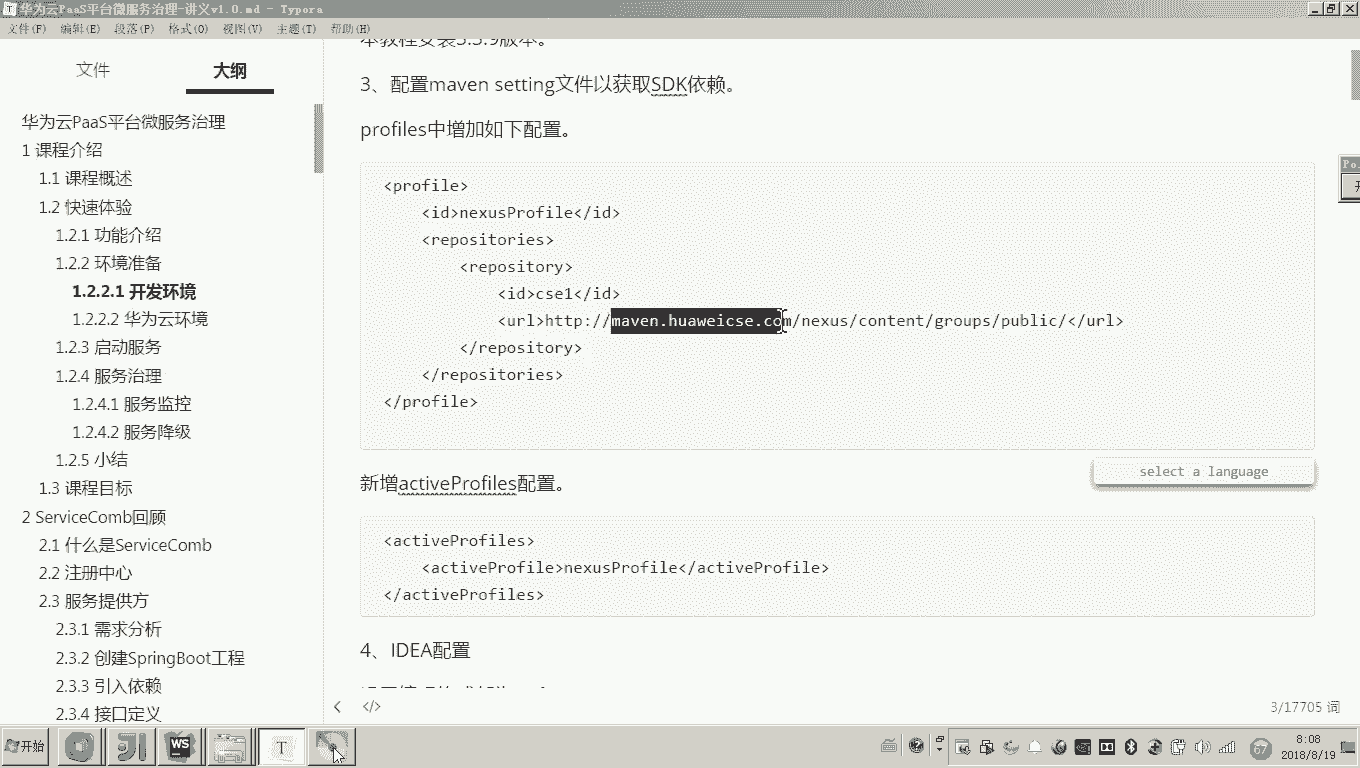 华为云PaaS平台微服务治理-讲义v1.0.md - Typora
文件(F) 编辑(E) 段落(P) 格式(O) 视图(V) 主题(T) 帮助(H)
文件 大纲
华为云PaaS平台微服务治理
1 课程介绍
1.1 课程概述
1.2 快速体验
1.2.1 功能介绍
1.2.2 环境准备
1.2.2.1 开发环境
1.2.2.2 华为云环境
1.2.3 启动服务
1.2.4 服务治理
1.2.4.1 服务监控
1.2.4.2 服务降级
1.2.5 小结
1.3 课程目标
2 ServiceComb回顾
2.1 什么是ServiceComb
2.2 注册中心
2.3 服务提供方
2.3.1 需求分析
2.3.2 创建SpringBoot工程
2.3.3 引入依赖
2.3.4 接口定义
本教程安装3.3.9版本。
3、配置maven setting文件以获取SDK依赖。
profiles中增加如下配置。
<profile>
<id>nexusProfile</id>
<repositories>
<repository>
<id>cse1</id>
<url>http://maven.huaweicse.com/nexus/content/groups/public/</url>
</repository>
</repositories>
</profile>
select a language
新增activeProfiles配置。
<activeProfiles>
<activeProfile>nexusProfile</activeProfile>
</activeProfiles>
4、IDEA配置
3/17705 词
Po
开始
WS
T
67
8:08
2018/8/19